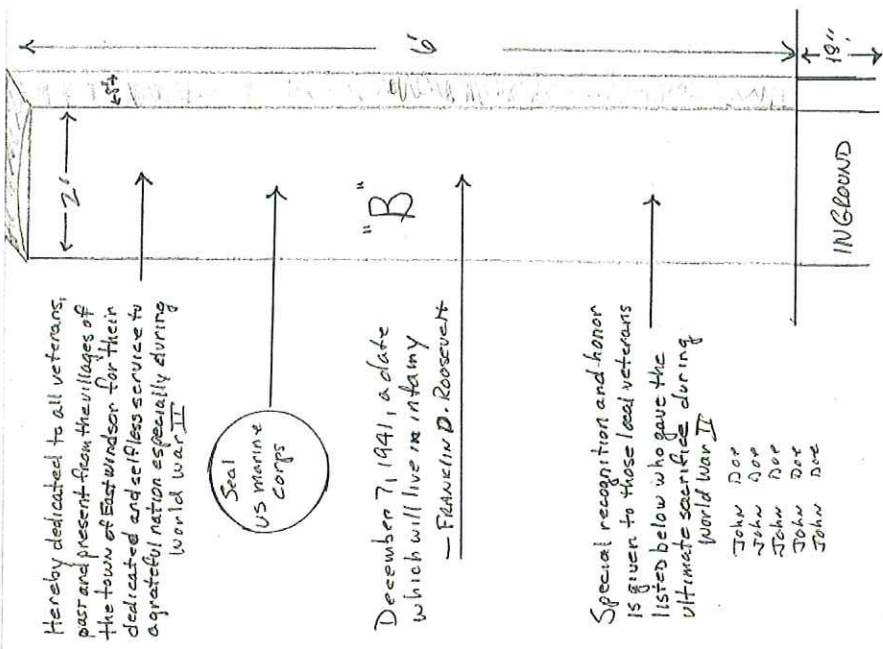 Hereby dedicated to all veterans,
past and present from the villages of
the town of East Windsor for their
dedicated and selfless service to
a grateful nation especially during
World War II
Seal
US marine
corps
December 7, 1941, a date
which will live in infamy
— FRANKLIN D. Roosevelt
Special recognition and honor
is given to those local veterans
listed below who gave the
ultimate sacrifice during
World War II
John Doe
John Doe
John Doe
John Doe
John Doe
2'
"B"
INGROUND
6'
18"